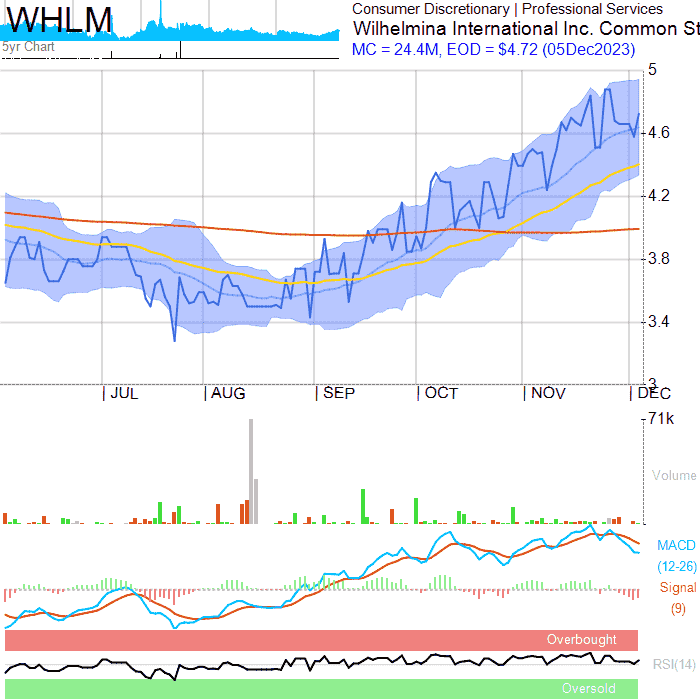 WHLM
Consumer Discretionary | Professional Services
Wilhelmina International Inc. Common St
MC = 24.4M, EOD = $4.72 (05Dec2023)
5yr Chart
5
4.6
4.2
3.8
3.4
3
JUL AUG SEP OCT NOV DEC
71k
Volume
MACD
(12-26)
Signal
(9)
Overbought
RSI(14)
Oversold